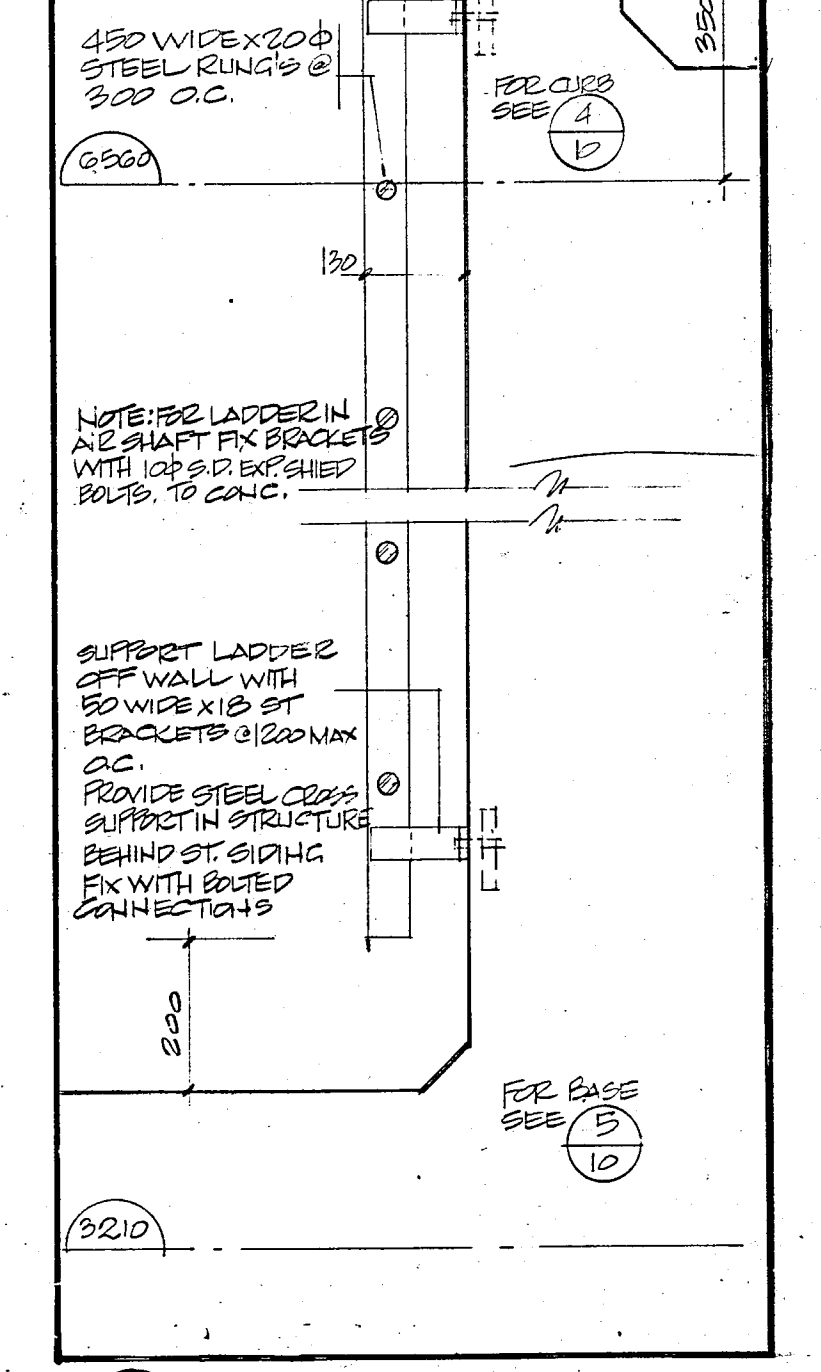 450 WIDE X 20 ϕ
STEEL RUNG'S @
300 O.C.
350
FOR CURB
SEE 4
6
6560
130
NOTE: FOR LADDER IN
AIR SHAFT FIX BRACKETS
WITH 10ϕ S.D. EXP. SHIED
BOLTS. TO CONC.
SUPPORT LADDER
OFF WALL WITH
50 WIDE X 18 ST
BRACKETS @ 1200 MAX
O.C.
PROVIDE STEEL CROSS
SUPPORT IN STRUCTURE
BEHIND ST. SIDING
FIX WITH BOLTED
CONNECTIONS
200
FOR BASE
SEE 5
10
3210